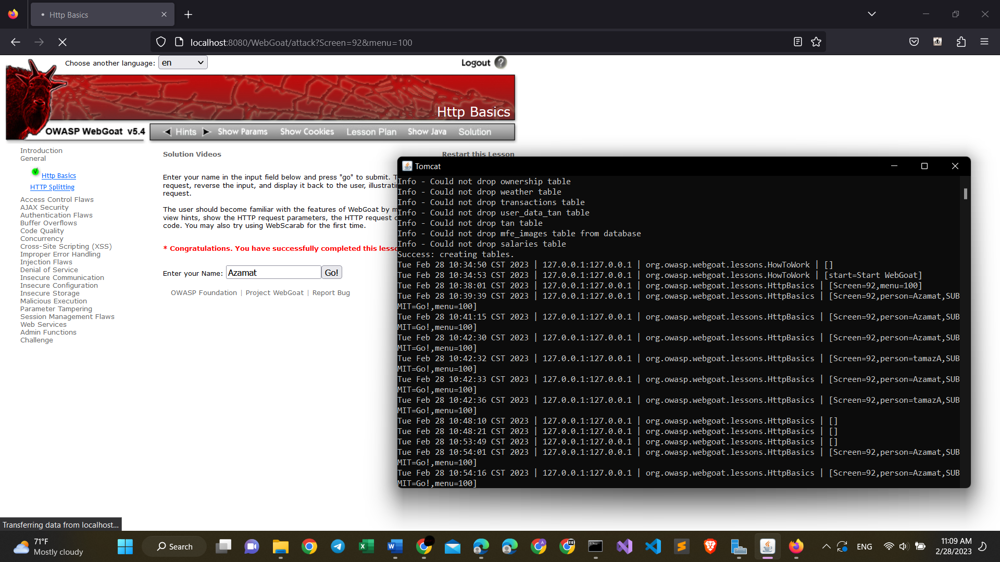 Http Basics
localhost:8080/WebGoat/attack?Screen=92&menu=100
Choose another language: en
Logout ?
Http Basics
OWASP WebGoat v5.4
Hints Show Params Show Cookies Lesson Plan Show Java Solution
Introduction
General
Http Basics
HTTP Splitting
Access Control Flaws
AJAX Security
Authentication Flaws
Buffer Overflows
Code Quality
Concurrency
Cross-Site Scripting (XSS)
Improper Error Handling
Injection Flaws
Denial of Service
Insecure Communication
Insecure Configuration
Insecure Storage
Malicious Execution
Parameter Tampering
Session Management Flaws
Web Services
Admin Functions
Challenge
Solution Videos Restart this Lesson
Enter your name in the input field below and press "go" to submit.
request, reverse the input, and display it back to the user,
request.
The user should become familiar with the features of WebGoat by
view hints, show the HTTP request parameters, the HTTP request
code. You may also try using WebScarab for the first time.
* Congratulations. You have successfully completed this
Enter your Name: Azamat Go!
OWASP Foundation | Project WebGoat | Report Bug
Tomcat
Info - Could not drop ownership table
Info - Could not drop weather table
Info - Could not drop transactions table
Info - Could not drop user_data_tan table
Info - Could not drop tan table
Info - Could not drop mfe_images table from database
Info - Could not drop salaries table
Success: creating tables.
Tue Feb 28 10:34:50 CST 2023 | 127.0.0.1:127.0.0.1 | org.owasp.webgoat.lessons.HowToWork | []
Tue Feb 28 10:34:53 CST 2023 | 127.0.0.1:127.0.0.1 | org.owasp.webgoat.lessons.HowToWork | [start=Start WebGoat]
Tue Feb 28 10:38:01 CST 2023 | 127.0.0.1:127.0.0.1 | org.owasp.webgoat.lessons.HttpBasics | [Screen=92,menu=100]
Tue Feb 28 10:39:39 CST 2023 | 127.0.0.1:127.0.0.1 | org.owasp.webgoat.lessons.HttpBasics | [Screen=92,person=Azamat,SUB
MIT=Go!,menu=100]
Tue Feb 28 10:41:15 CST 2023 | 127.0.0.1:127.0.0.1 | org.owasp.webgoat.lessons.HttpBasics | [Screen=92,person=Azamat,SUB
MIT=Go!,menu=100]
Tue Feb 28 10:42:30 CST 2023 | 127.0.0.1:127.0.0.1 | org.owasp.webgoat.lessons.HttpBasics | [Screen=92,person=Azamat,SUB
MIT=Go!,menu=100]
Tue Feb 28 10:42:32 CST 2023 | 127.0.0.1:127.0.0.1 | org.owasp.webgoat.lessons.HttpBasics | [Screen=92,person=tamazA,SUB
MIT=Go!,menu=100]
Tue Feb 28 10:42:33 CST 2023 | 127.0.0.1:127.0.0.1 | org.owasp.webgoat.lessons.HttpBasics | [Screen=92,person=Azamat,SUB
MIT=Go!,menu=100]
Tue Feb 28 10:42:36 CST 2023 | 127.0.0.1:127.0.0.1 | org.owasp.webgoat.lessons.HttpBasics | [Screen=92,person=tamazA,SUB
MIT=Go!,menu=100]
Tue Feb 28 10:48:10 CST 2023 | 127.0.0.1:127.0.0.1 | org.owasp.webgoat.lessons.HttpBasics | []
Tue Feb 28 10:48:21 CST 2023 | 127.0.0.1:127.0.0.1 | org.owasp.webgoat.lessons.HttpBasics | []
Tue Feb 28 10:53:49 CST 2023 | 127.0.0.1:127.0.0.1 | org.owasp.webgoat.lessons.HttpBasics | []
Tue Feb 28 10:54:01 CST 2023 | 127.0.0.1:127.0.0.1 | org.owasp.webgoat.lessons.HttpBasics | [Screen=92,person=Azamat,SUB
MIT=Go!,menu=100]
Tue Feb 28 10:54:16 CST 2023 | 127.0.0.1:127.0.0.1 | org.owasp.webgoat.lessons.HttpBasics | [Screen=92,person=Azamat,SUB
MIT=Go!,menu=100]
Transferring data from localhost...
71°F
Mostly cloudy
Search
ENG
11:09 AM
2/28/2023